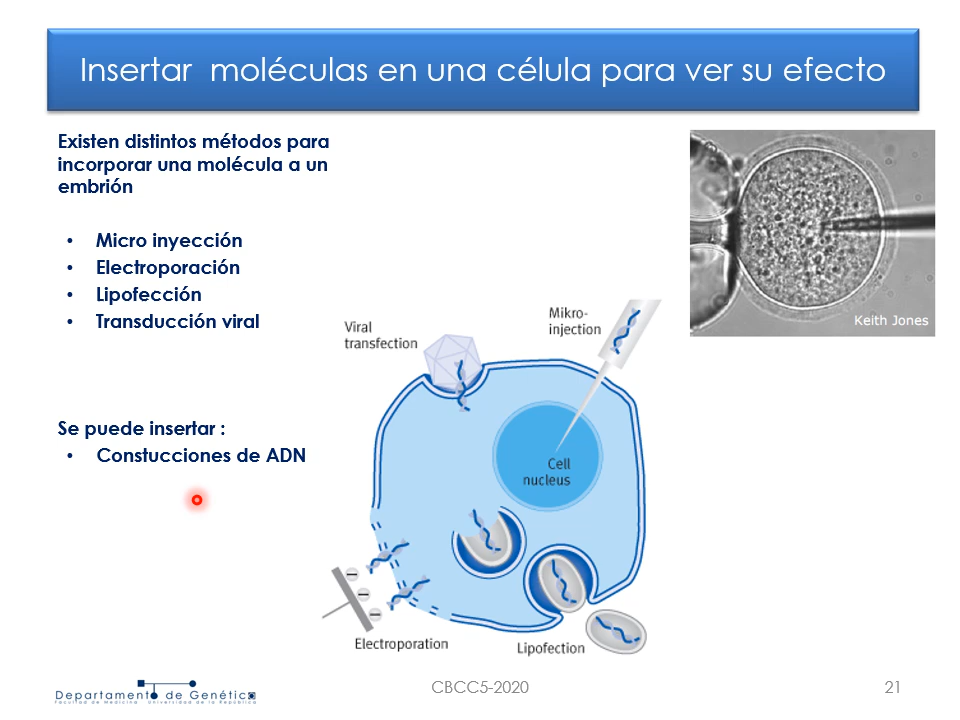 Insertar moléculas en una célula para ver su efecto
Existen distintos métodos para
incorporar una molécula a un
embrión
• Micro inyección
• Electroporación
• Lipofección
• Transducción viral
Keith Jones
Viral
transfection
Mikro-
injection
Se puede insertar :
• Constucciones de ADN
Cell
nucleus
Electroporation
Lipofection
Departamento de Genética
Facultad de Medicina Universidad de la República
CBCC5-2020
21